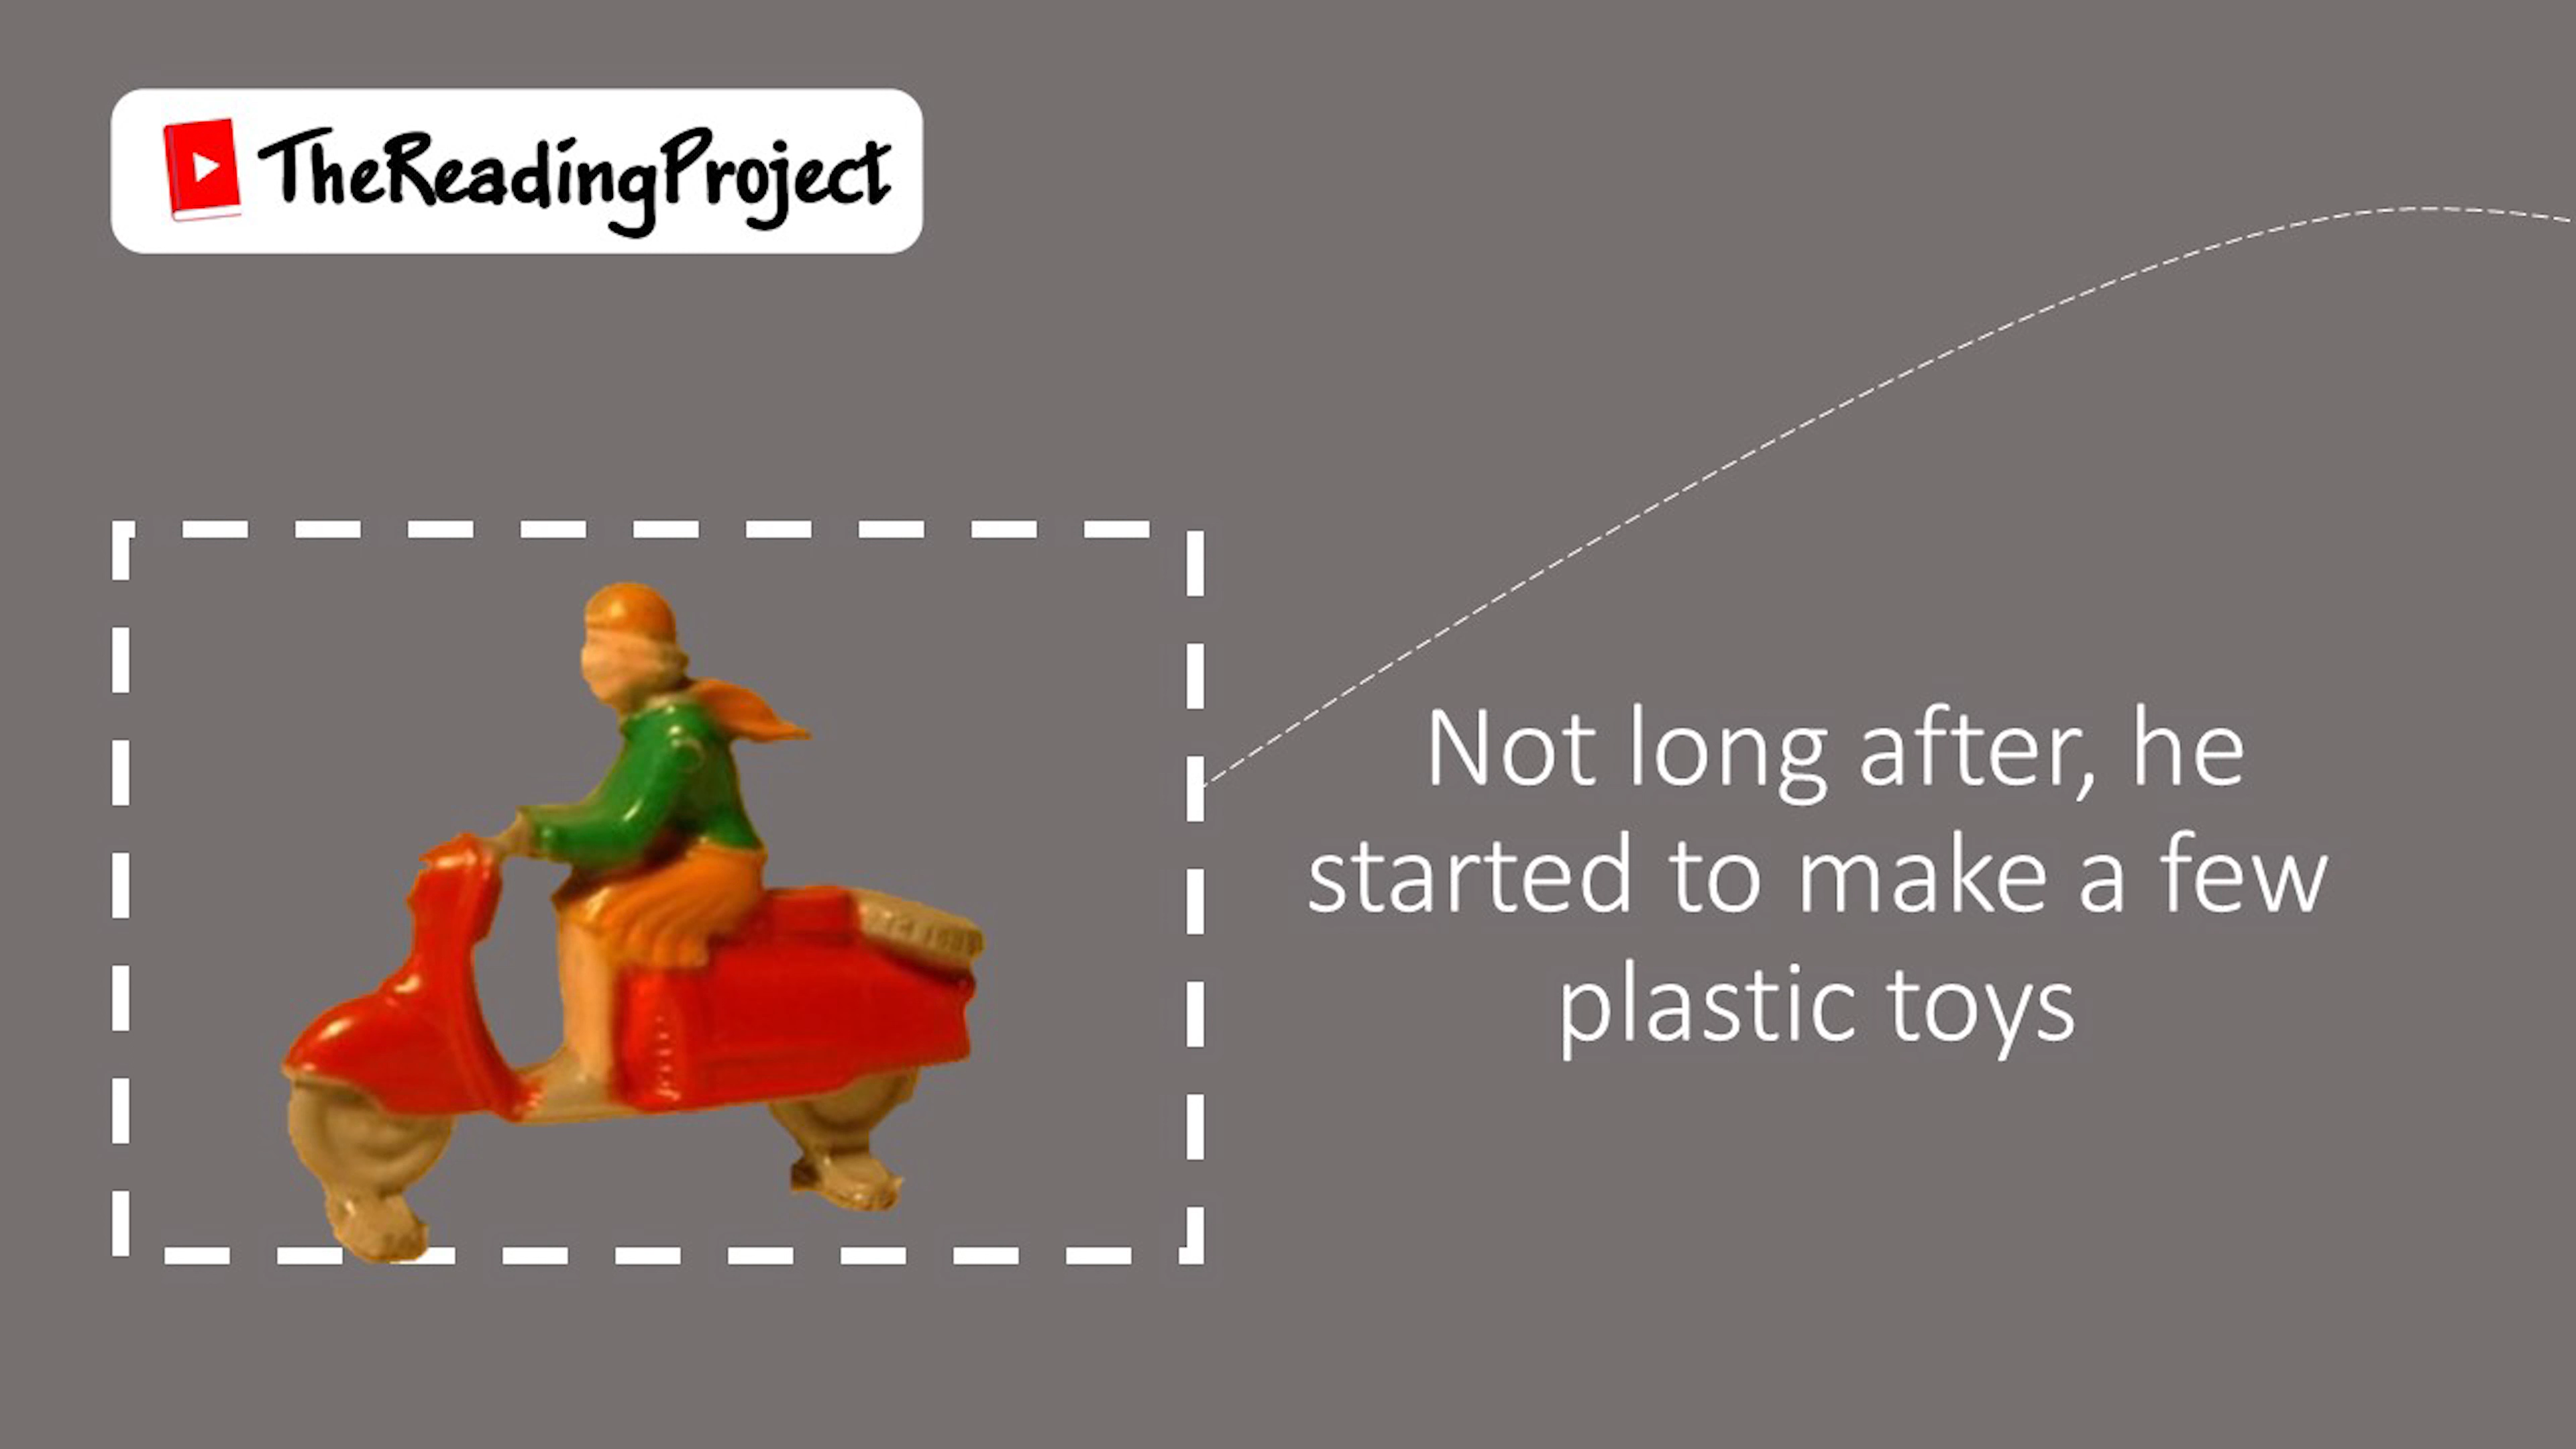 TheReadingProject
Not long after, he
started to make a few
plastic toys